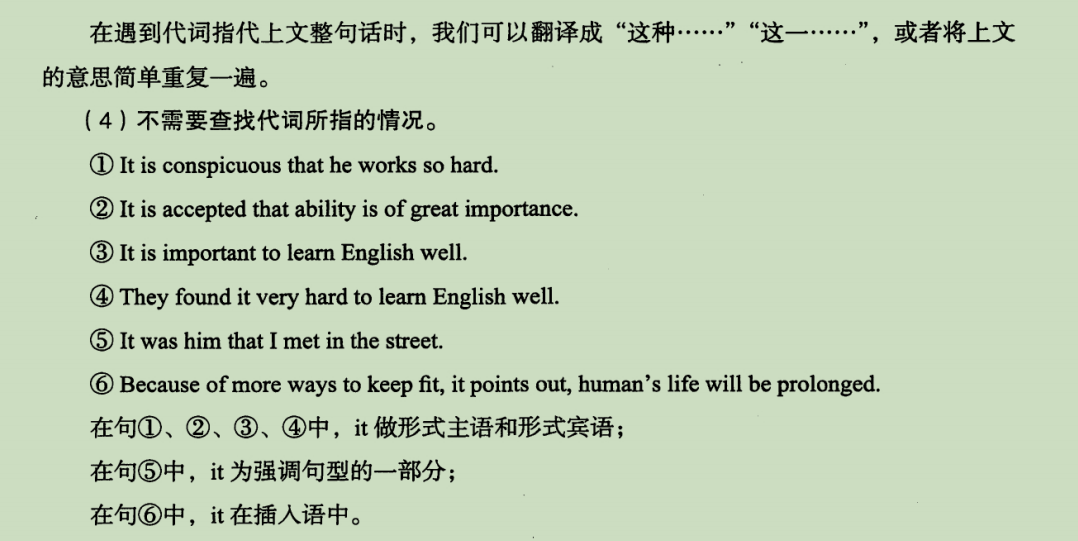 在遇到代词指代上文整句话时，我们可以翻译成“这种……”“这一……”，或者将上文
的意思简单重复一遍。
（4）不需要查找代词所指的情况。
① It is conspicuous that he works so hard.
② It is accepted that ability is of great importance.
③ It is important to learn English well.
④ They found it very hard to learn English well.
⑤ It was him that I met in the street.
⑥ Because of more ways to keep fit, it points out, human’s life will be prolonged.
在句①、②、③、④中，it 做形式主语和形式宾语；
在句⑤中，it 为强调句型的一部分；
在句⑥中，it 在插入语中。